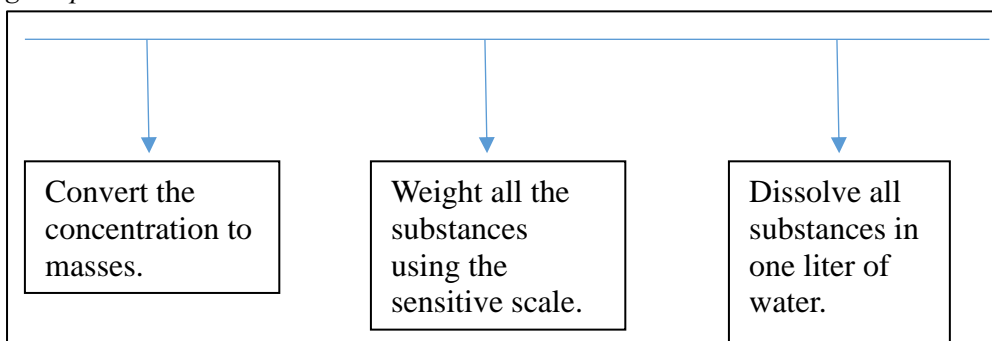 Convert the
concentration to
masses.
Weight all the
substances
using the
sensitive scale.
Dissolve all
substances in
one liter of
water.